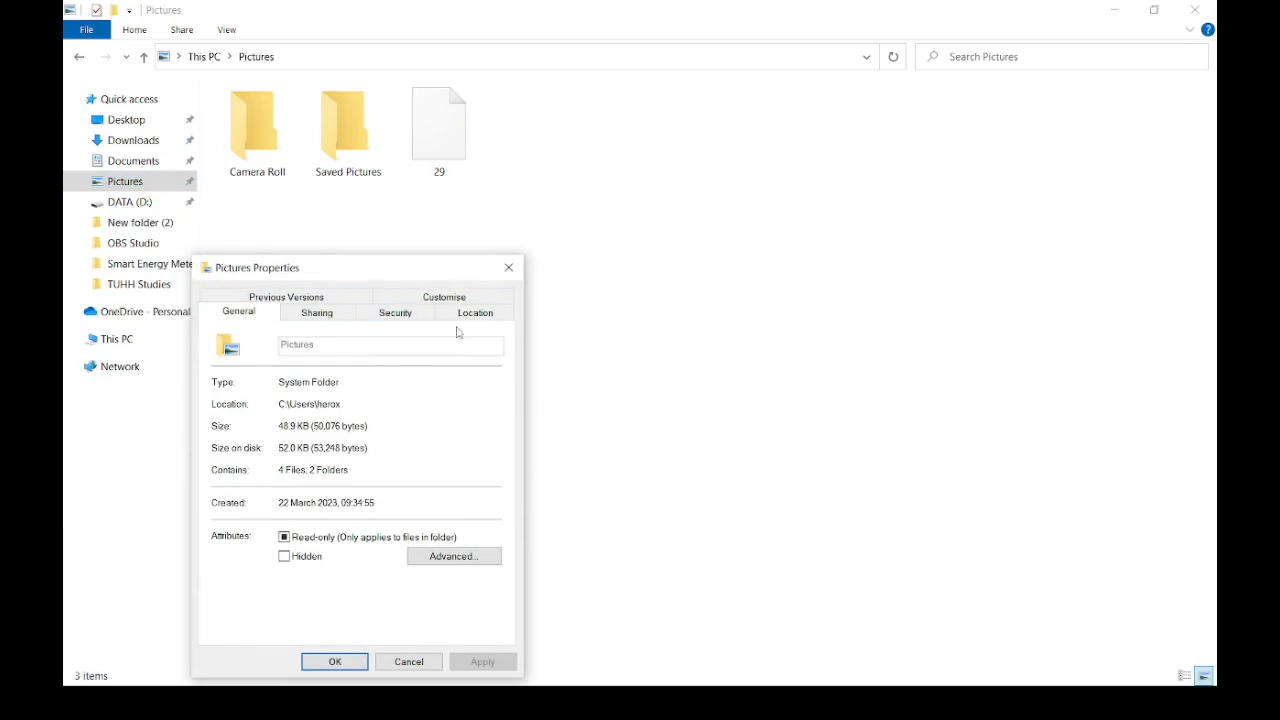 Pictures
File Home Share View
This PC > Pictures
Search Pictures
Quick access
Desktop
Downloads
Documents
Pictures
DATA (D:)
New folder (2)
OBS Studio
Smart Energy Mete
TUHH Studies
OneDrive - Personal
This PC
Network
Camera Roll Saved Pictures 29
Pictures Properties
Previous Versions Customise
General Sharing Security Location
Pictures
Type: System Folder
Location: C:\Users\herox
Size: 48.9 KB (50,076 bytes)
Size on disk: 52.0 KB (53,248 bytes)
Contains: 4 Files, 2 Folders
Created: 22 March 2023, 09:34:55
Attributes: Read-only (Only applies to files in folder)
Hidden Advanced...
OK Cancel Apply
3 items